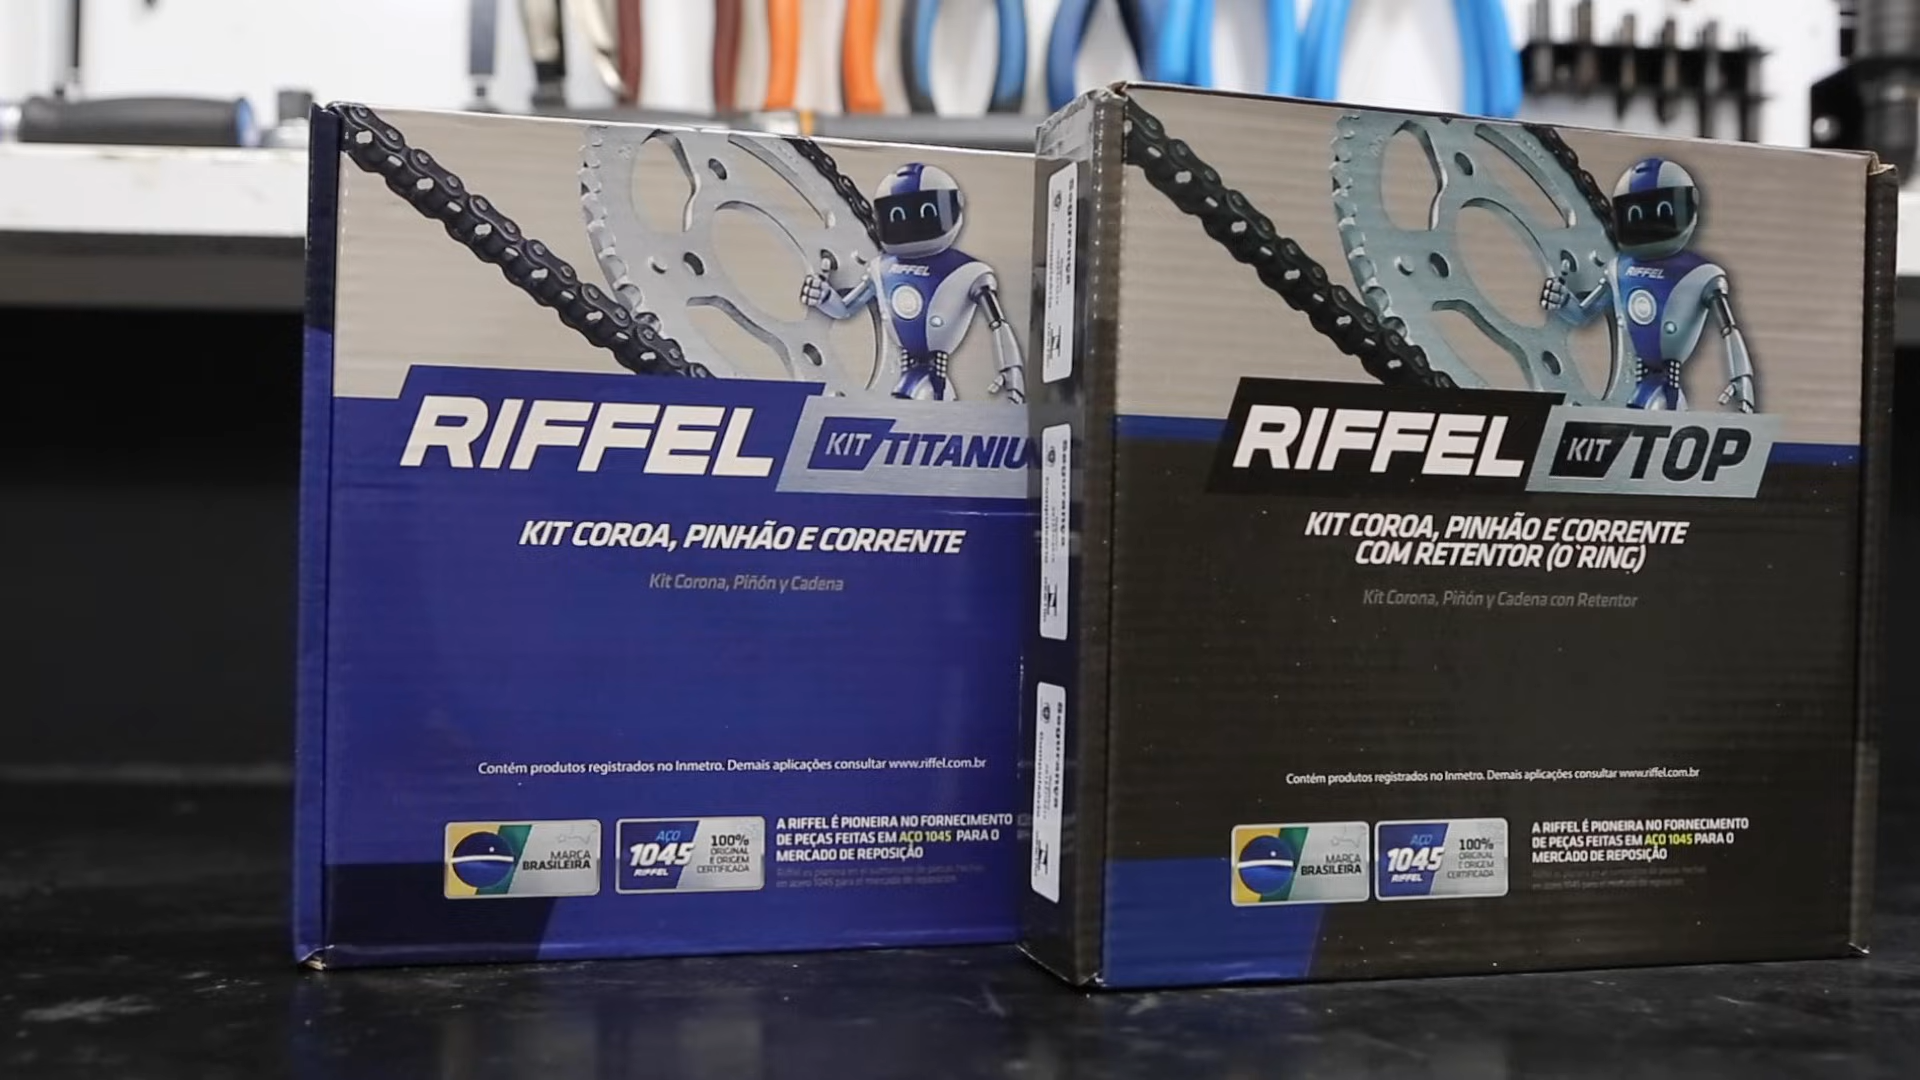 RIFFEL
RIFFEL
KIT TITANIU
KIT COROA, PINHÃO E CORRENTE
Kit Corona, Piñón y Cadena
Contém produtos registrados no Inmetro. Demais aplicações consultar www.riffel.com.br
MARCA
BRASILEIRA
AÇO
1045
RIFFEL
100%
ORIGINAL
E ORIGEM
CERTIFICADA
A RIFFEL É PIONEIRA NO FORNECIMENTO
DE PEÇAS FEITAS EM AÇO 1045 PARA O
MERCADO DE REPOSIÇÃO
Segurança
Segurança
Segurança
RIFFEL
RIFFEL
KIT TOP
KIT COROA, PINHÃO E CORRENTE
COM RETENTOR (O`RING)
Kit Corona, Piñón y Cadena con Retentor
Contém produtos registrados no Inmetro. Demais aplicações consultar www.riffel.com.br
MARCA
BRASILEIRA
AÇO
1045
RIFFEL
100%
ORIGINAL
E ORIGEM
CERTIFICADA
A RIFFEL É PIONEIRA NO FORNECIMENTO
DE PEÇAS FEITAS EM AÇO 1045 PARA O
MERCADO DE REPOSIÇÃO